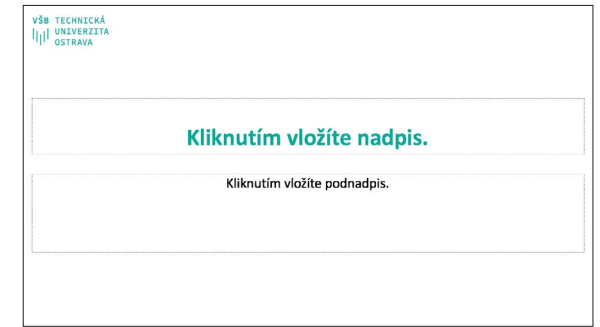 VŠB TECHNICKÁ
UNIVERZITA
OSTRAVA
Kliknutím vložíte nadpis.
Kliknutím vložíte podnadpis.